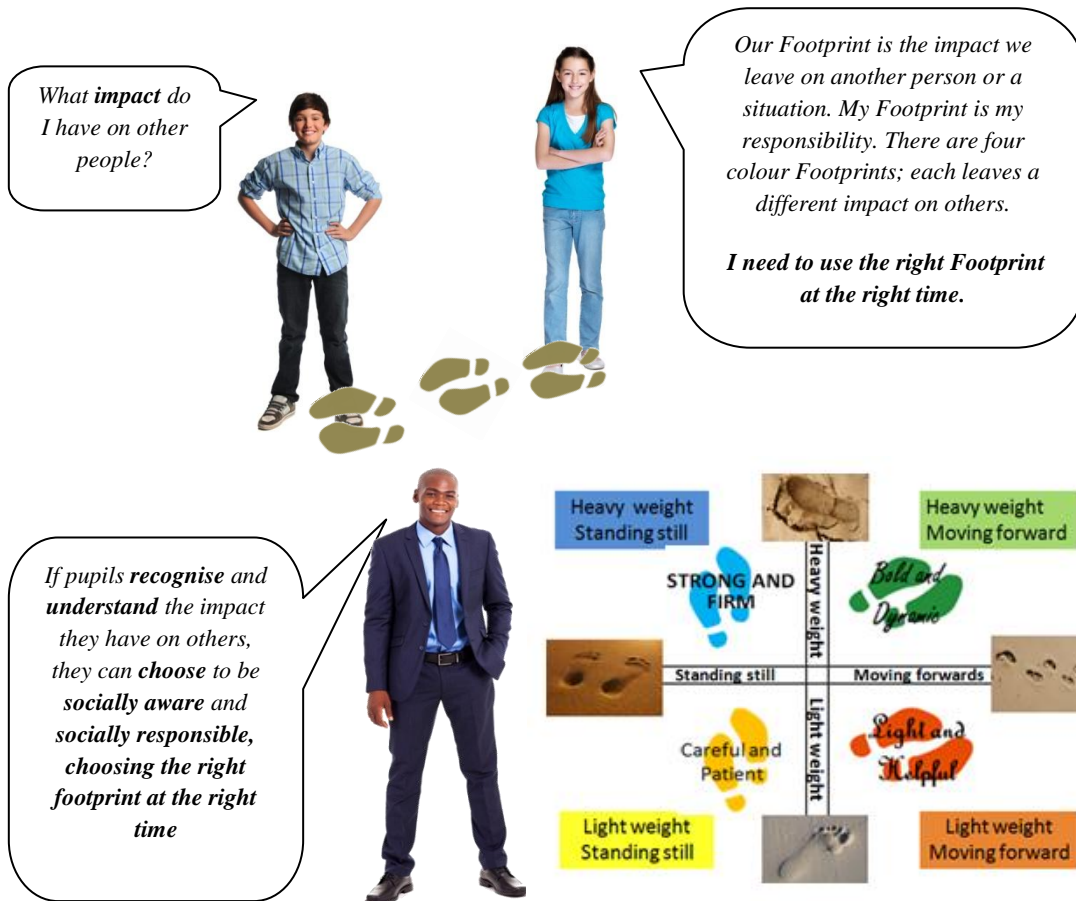 What impact do
I have on other
people?
Our Footprint is the impact we
leave on another person or a
situation. My Footprint is my
responsibility. There are four
colour Footprints; each leaves a
different impact on others.
I need to use the right Footprint
at the right time.
If pupils recognise and
understand the impact
they have on others,
they can choose to be
socially aware and
socially responsible,
choosing the right
footprint at the right
time
Heavy weight
Standing still
Heavy weight
Moving forward
STRONG AND
FIRM
Heavy weight
Bold and
Dynamic
Standing still
Moving forwards
Careful and
Patient
Light weight
Light and
Helpful
Light weight
Standing still
Light weight
Moving forward